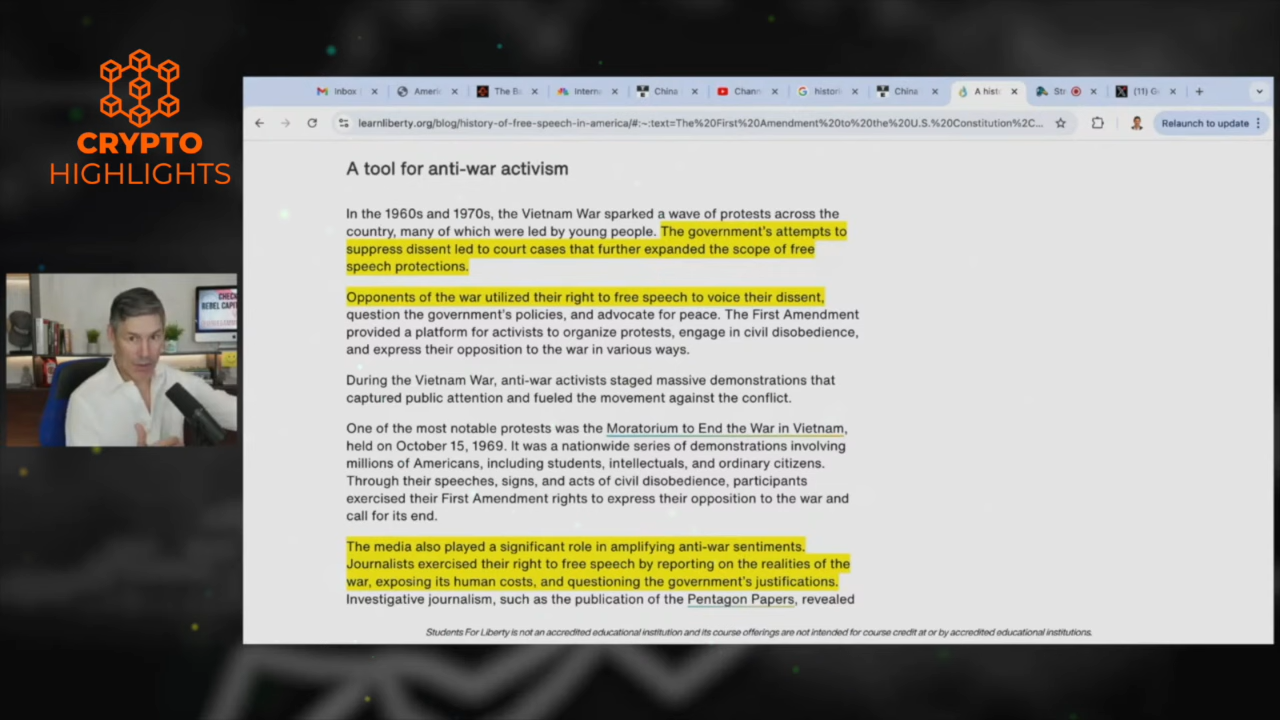 CRYPTO
HIGHLIGHTS
Inbox
Americ
The Ba
Intern
China
Chann
histori
China
A hist
Str
(1) G
Relaunch to update
learnliberty.org/blog/history-of-free-speech-in-america/#:~:text=The%20First%20Amendment%20to%20the%20U.S.%20Constitution%2C...
A tool for anti-war activism
In the 1960s and 1970s, the Vietnam War sparked a wave of protests across the
country, many of which were led by young people. The government's attempts to
suppress dissent led to court cases that further expanded the scope of free
speech protections.
Opponents of the war utilized their right to free speech to voice their dissent,
question the government's policies, and advocate for peace. The First Amendment
provided a platform for activists to organize protests, engage in civil disobedience,
and express their opposition to the war in various ways.
During the Vietnam War, anti-war activists staged massive demonstrations that
captured public attention and fueled the movement against the conflict.
One of the most notable protests was the Moratorium to End the War in Vietnam,
held on October 15, 1969. It was a nationwide series of demonstrations involving
millions of Americans, including students, intellectuals, and ordinary citizens.
Through their speeches, signs, and acts of civil disobedience, participants
exercised their First Amendment rights to express their opposition to the war and
call for its end.
The media also played a significant role in amplifying anti-war sentiments.
Journalists exercised their right to free speech by reporting on the realities of the
war, exposing its human costs, and questioning the government's justifications.
Investigative journalism, such as the publication of the Pentagon Papers, revealed
Students For Liberty is not an accredited educational institution and its course offerings are not intended for course credit at or by accredited educational institutions.
CHECK
REBEL CAPI